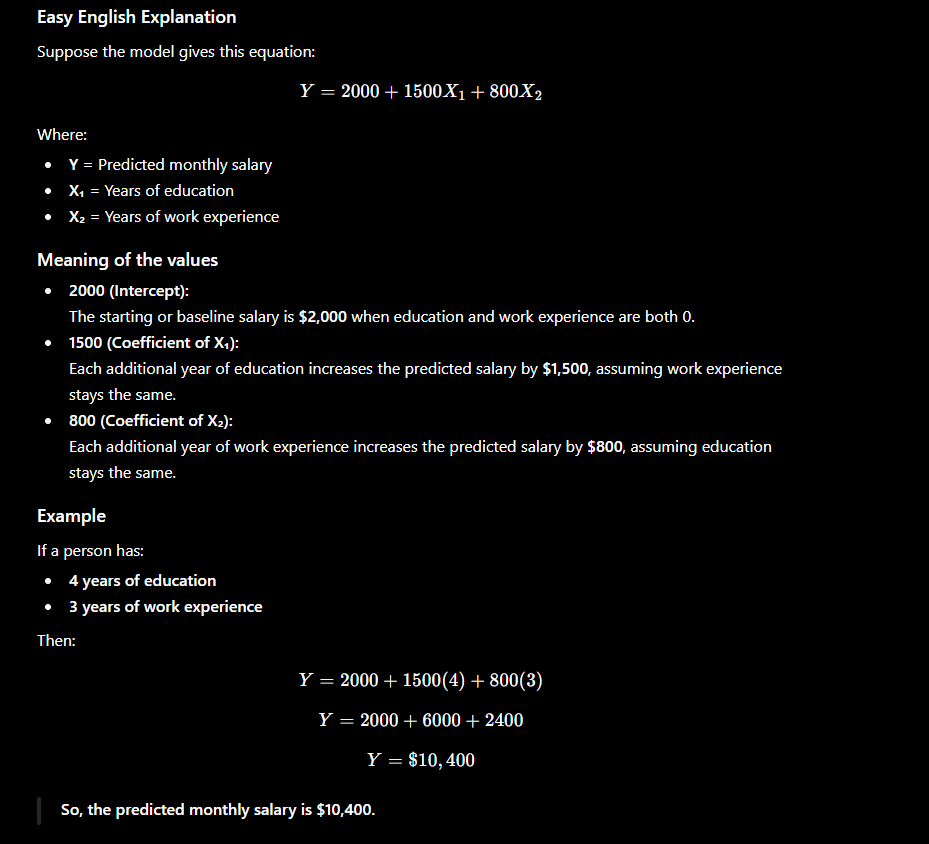 Easy English Explanation
Suppose the model gives this equation:
Y = 2000 + 1500X₁ + 800X₂
Where:
• Y = Predicted monthly salary
• X₁ = Years of education
• X₂ = Years of work experience
Meaning of the values
• 2000 (Intercept):
The starting or baseline salary is $2,000 when education and work experience are both 0.
• 1500 (Coefficient of X₁):
Each additional year of education increases the predicted salary by $1,500, assuming work experience
stays the same.
• 800 (Coefficient of X₂):
Each additional year of work experience increases the predicted salary by $800, assuming education
stays the same.
Example
If a person has:
• 4 years of education
• 3 years of work experience
Then:
Y = 2000 + 1500(4) + 800(3)
Y = 2000 + 6000 + 2400
Y = $10,400
So, the predicted monthly salary is $10,400.